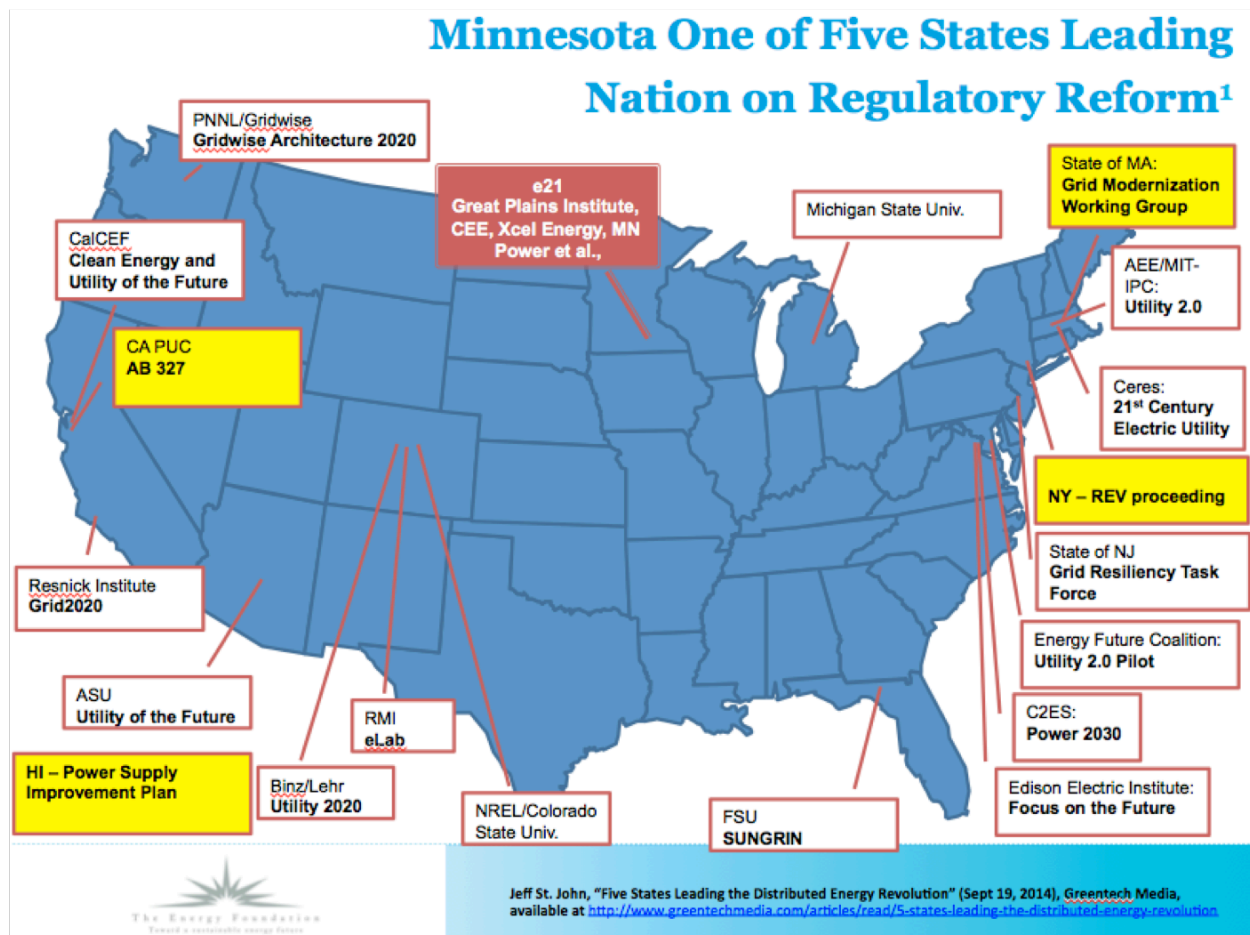 Minnesota One of Five States Leading
Nation on Regulatory Reform¹
PNNL/Gridwise
Gridwise Architecture 2020
e21
Great Plains Institute,
CEE, Xcel Energy, MN
Power et al.,
Michigan State Univ.
State of MA:
Grid Modernization
Working Group
CalCEF
Clean Energy and
Utility of the Future
AEE/MIT-
IPC:
Utility 2.0
CA PUC
AB 327
Ceres:
21st Century
Electric Utility
NY – REV proceeding
State of NJ
Grid Resiliency Task
Force
Resnick Institute
Grid2020
Energy Future Coalition:
Utility 2.0 Pilot
ASU
Utility of the Future
RMI
eLab
C2ES:
Power 2030
HI – Power Supply
Improvement Plan
Binz/Lehr
Utility 2020
NREL/Colorado
State Univ.
FSU
SUNGRIN
Edison Electric Institute:
Focus on the Future
The Energy Foundation
Toward a sustainable energy future
Jeff St. John, “Five States Leading the Distributed Energy Revolution” (Sept 19, 2014), Greentech Media,
available at http://www.greentechmedia.com/articles/read/5-states-leading-the-distributed-energy-revolution